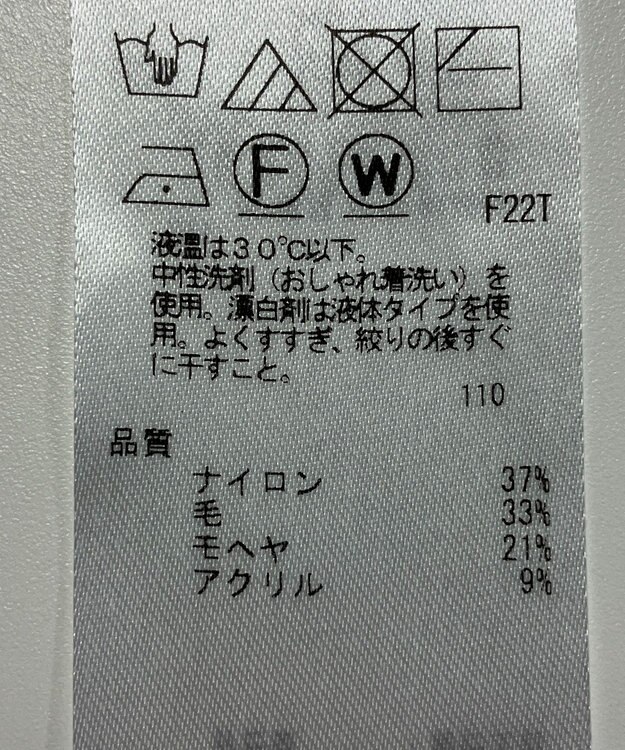 F
W
F22T
液温は30℃以下。
中性洗剤（おしゃれ着洗い）を
使用。漂白剤は液体タイプを使
用。よくすすぎ、絞りの後すぐ
に干すこと。
110
品質
ナイロン 37%
毛 33%
モヘヤ 21%
アクリル 9%